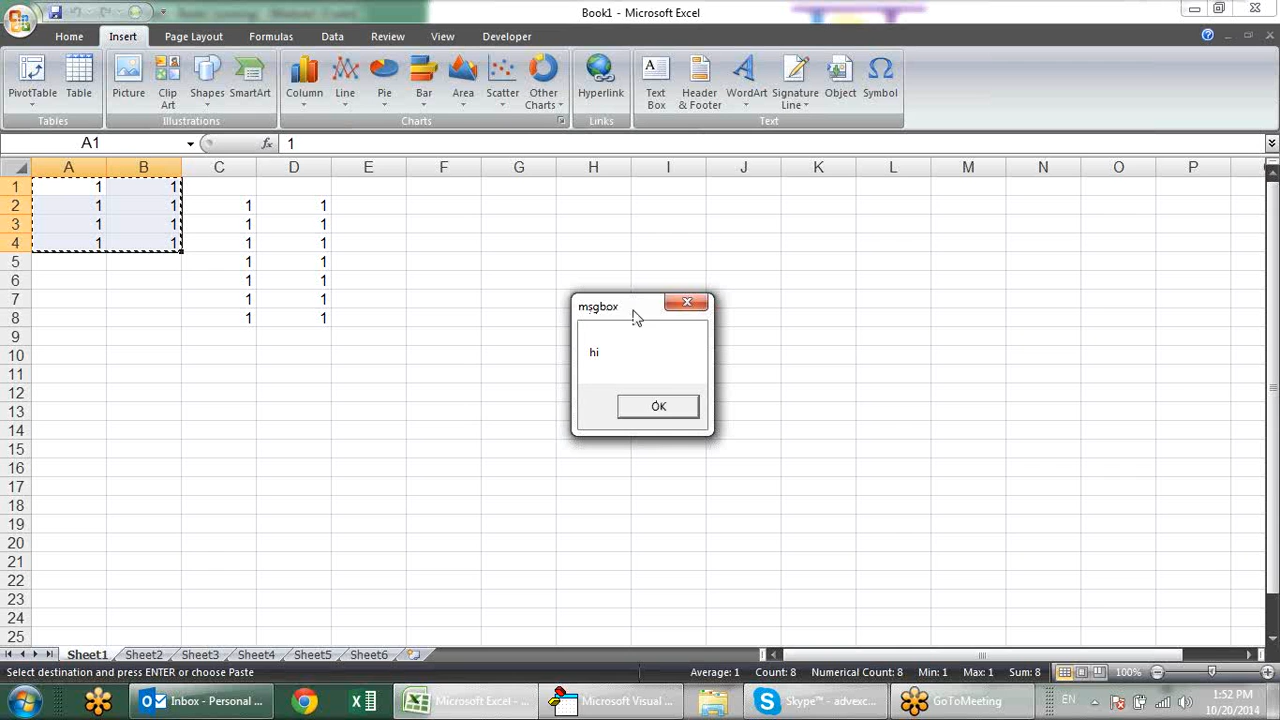 Book1 - Microsoft Excel
Home Insert Page Layout Formulas Data Review View Developer
PivotTable Table Picture Clip Art Shapes SmartArt Column Line Pie Bar Area Scatter Other Charts Hyperlink Text Box Header & Footer WordArt Signature Line Object Symbol
Tables Illustrations Charts Links Text
A1 fx 1
A B C D E F G H I J K L M N O P
1 1 1
2 1 1 1 1
3 1 1 1 1
4 1 1 1 1
5 1 1
6 1 1
7 1 1
8 1 1
9
10
11
12
13
14
15
16
17
18
19
20
21
22
23
24
25
msgbox
hi
OK
Sheet1 Sheet2 Sheet3 Sheet4 Sheet5 Sheet6
Select destination and press ENTER or choose Paste Average: 1 Count: 8 Numerical Count: 8 Min: 1 Max: 1 Sum: 8 100%
Inbox - Personal ... Microsoft Excel - ... Microsoft Visual ... Skype™ - advexc... GoToMeeting EN 1:52 PM
10/20/2014